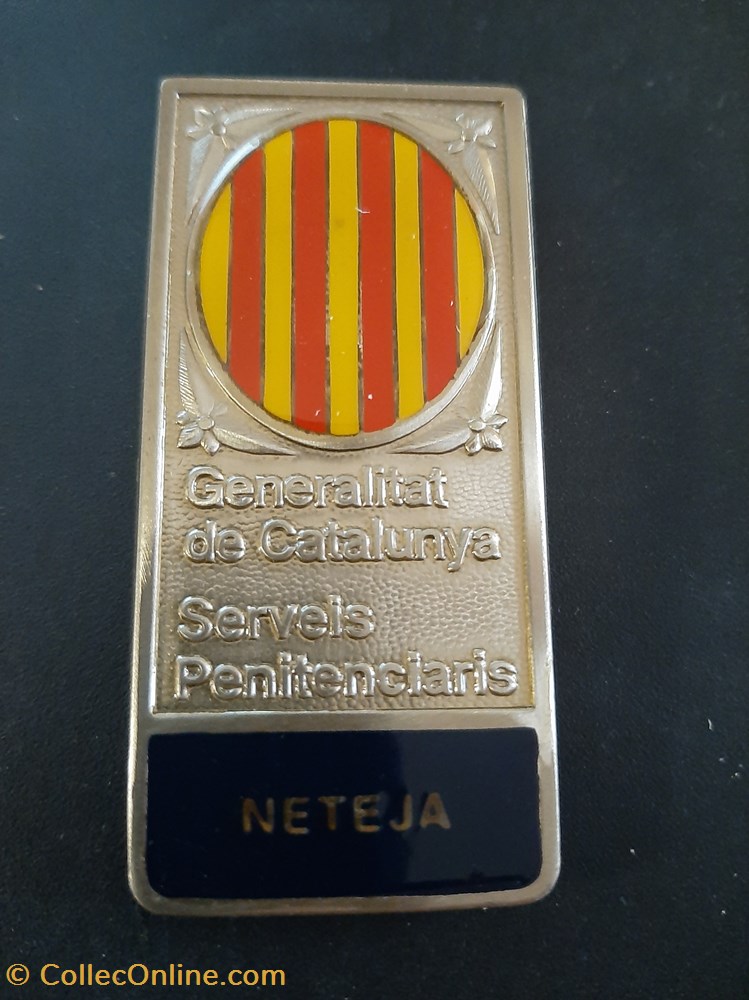 Generalitat
de Catalunya
Serveis
Penitenciaris
NETEJA
© CollecOnline.com